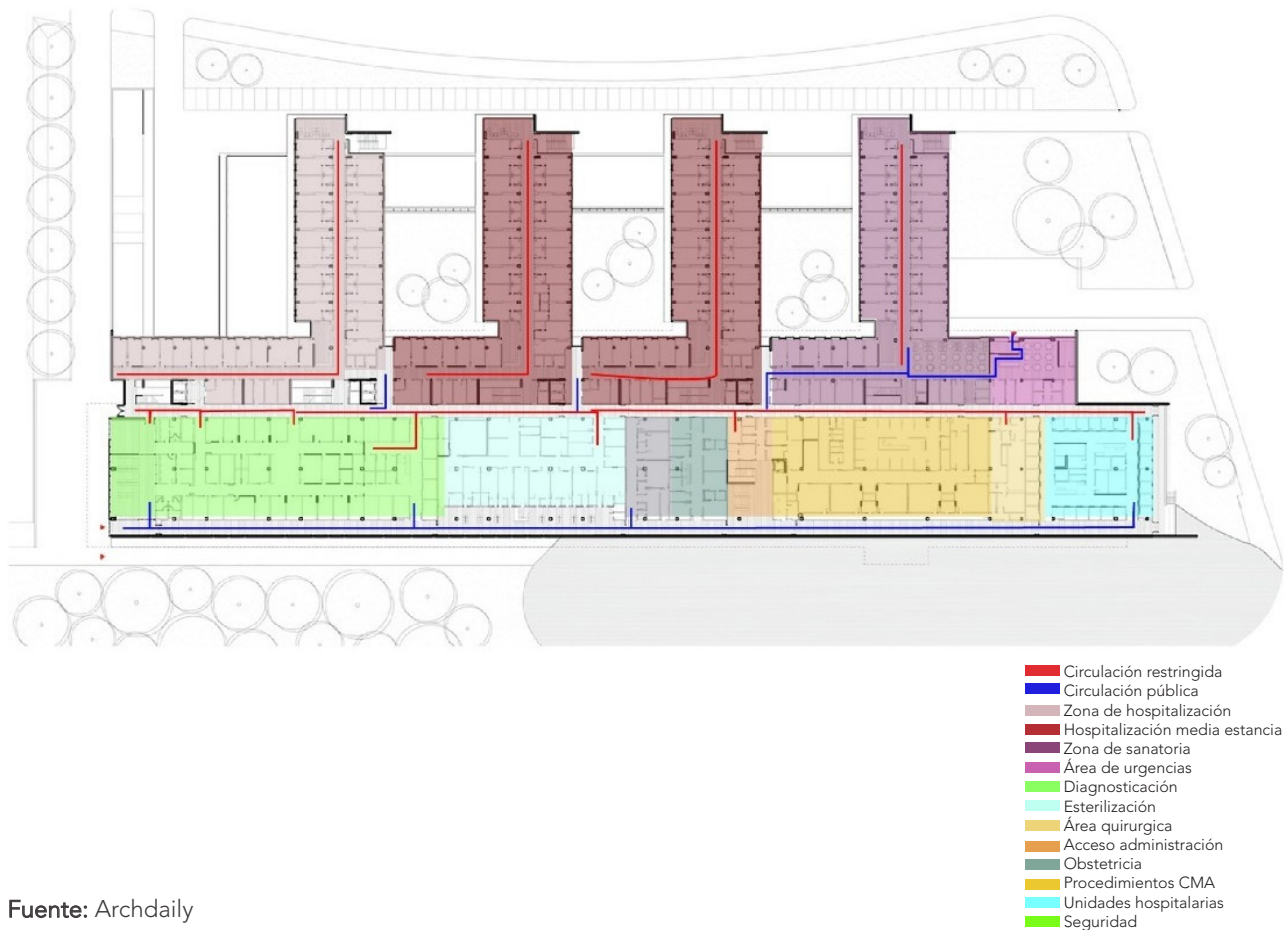 Circulación restringida
Circulación pública
Zona de hospitalización
Hospitalización media estancia
Zona de sanatoria
Área de urgencias
Diagnosticación
Esterilización
Área quirurgica
Acceso administración
Obstetricia
Procedimientos CMA
Unidades hospitalarias
Seguridad
Fuente: Archdaily